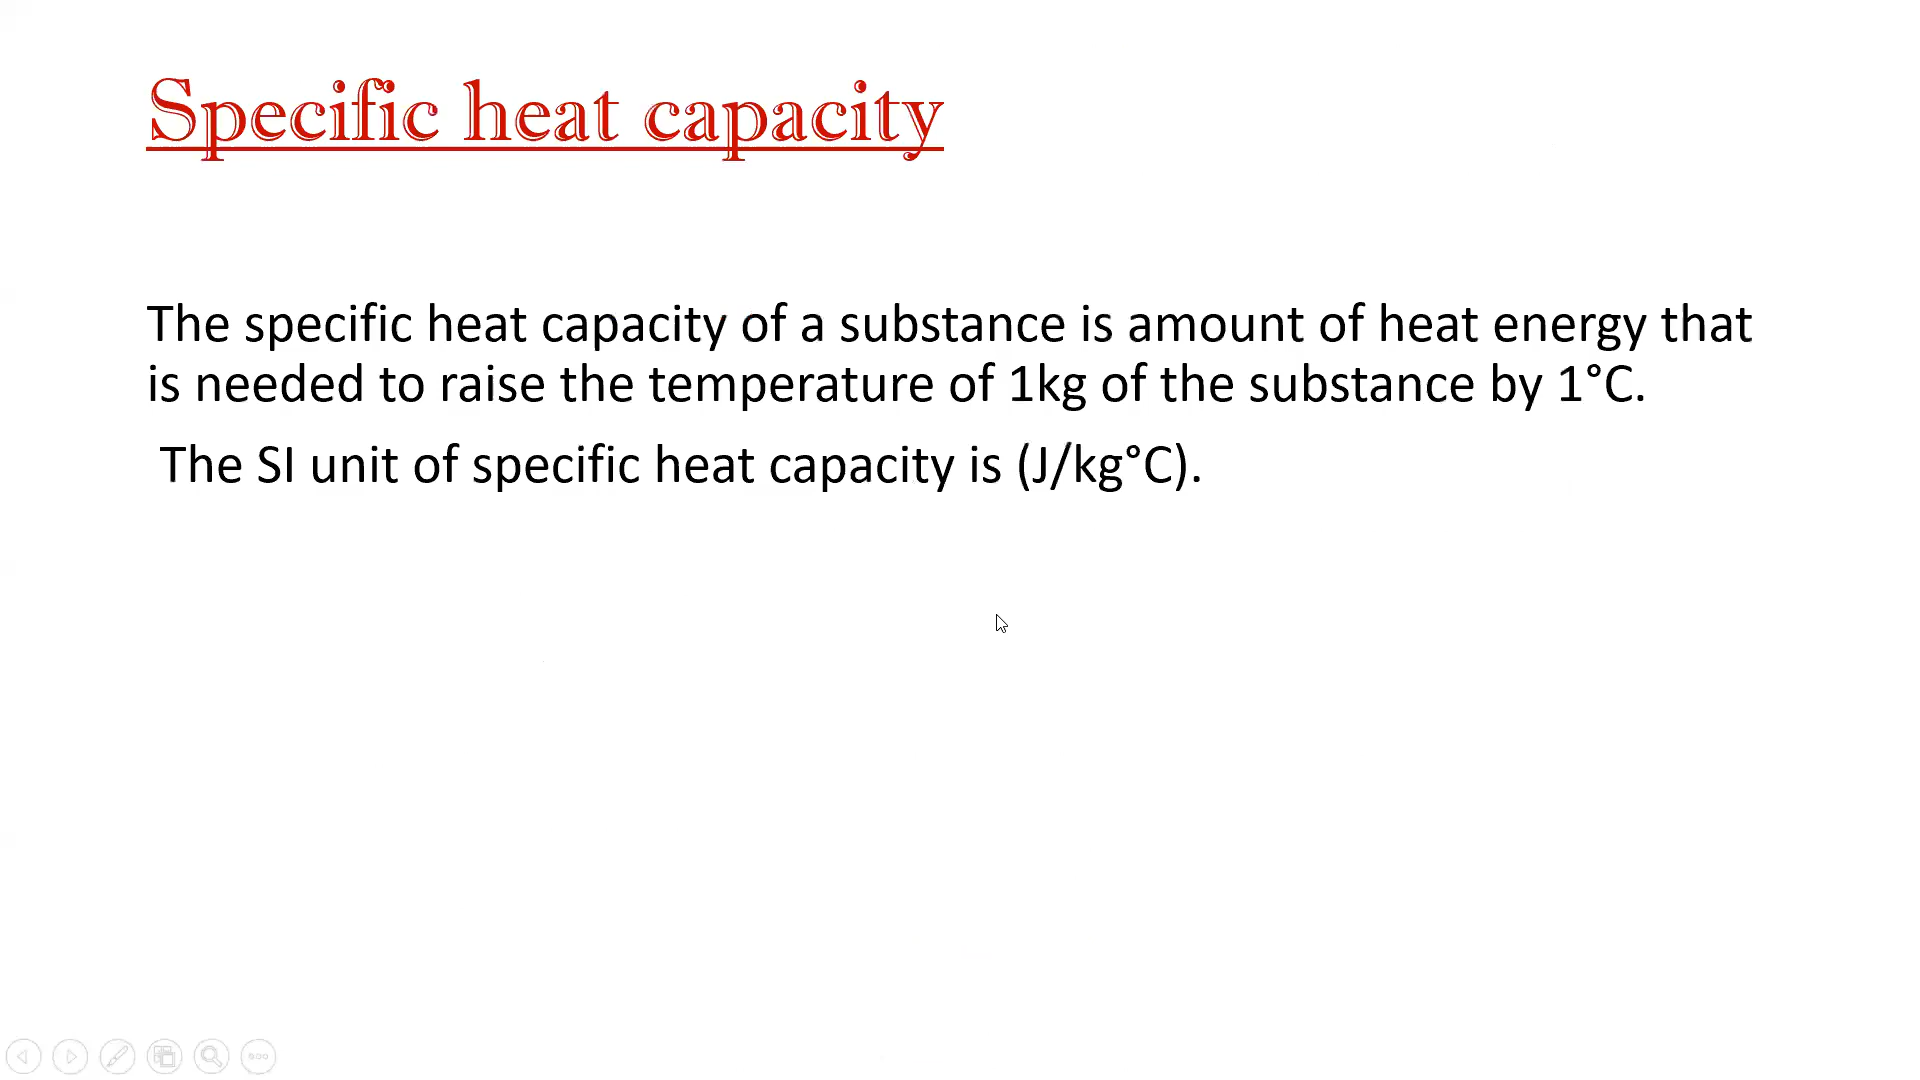 Specific heat capacity
The specific heat capacity of a substance is amount of heat energy that
is needed to raise the temperature of 1kg of the substance by 1°C.
The SI unit of specific heat capacity is (J/kg°C).